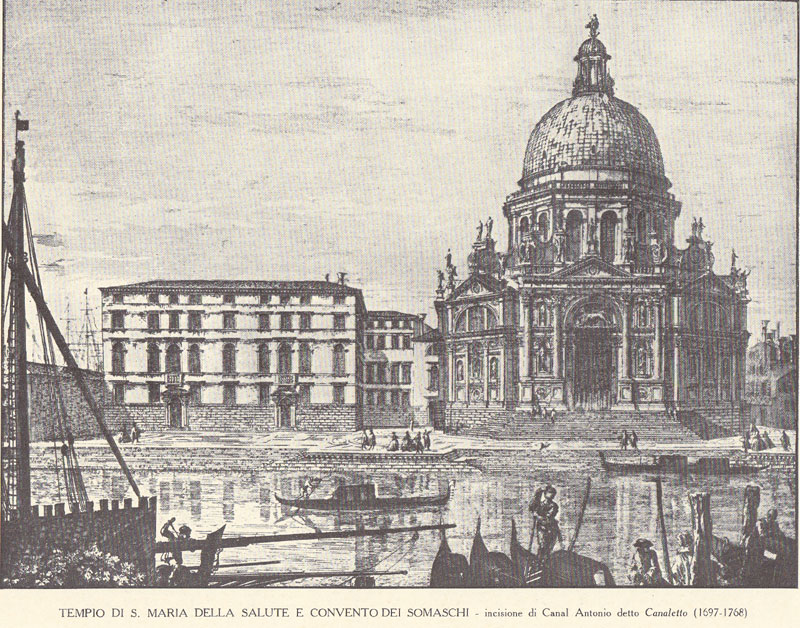 TEMPIO DI S. MARIA DELLA SALUTE E CONVENTO DEI SOMASCHI - incisione di Canal Antonio detto Canaletto (1697-1768)